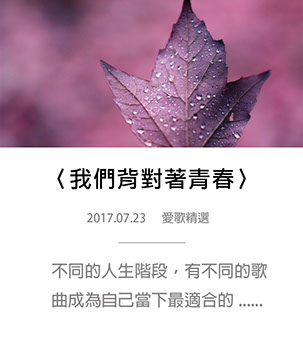 〈我們背對著青春〉
2017.07.23 愛歌精選
不同的人生階段，有不同的歌
曲成為自己當下最適合的 ......